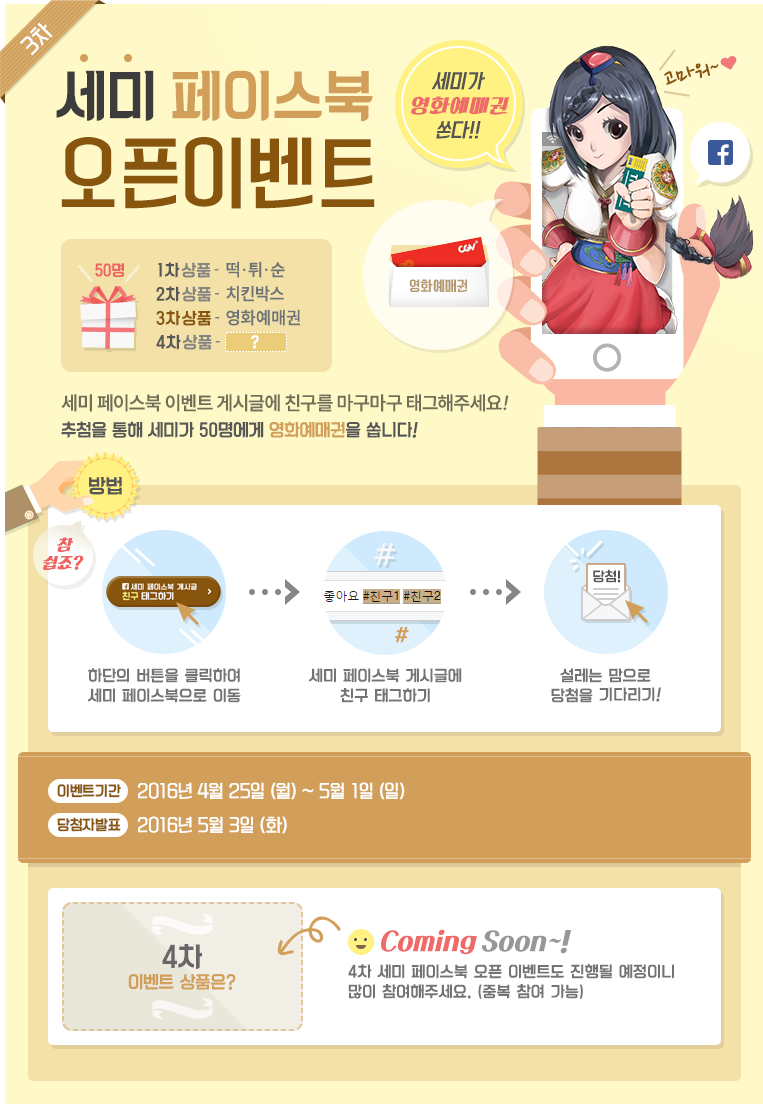 3차
세미 페이스북
오픈이벤트
세미가
영화예매권
쏜다!!
고마워~
CGV
영화예매권
50명
1차상품 - 떡·튀·순
2차상품 - 치킨박스
3차상품 - 영화예매권
4차상품 - ?
세미 페이스북 이벤트 게시글에 친구를 마구마구 태그해주세요!
추첨을 통해 세미가 50명에게 영화예매권을 쏩니다!
방법
참
쉽죠?
세미 페이스북 게시글
친구 태그하기
#
좋아요 #친구1 #친구2
#
당첨!
하단의 버튼을 클릭하여
세미 페이스북으로 이동
세미 페이스북 게시글에
친구 태그하기
설레는 맘으로
당첨을 기다리기!
이벤트기간 2016년 4월 25일 (월) ~ 5월 1일 (일)
당첨자발표 2016년 5월 3일 (화)
4차
이벤트 상품은?
Coming Soon~!
4차 세미 페이스북 오픈 이벤트도 진행될 예정이니
많이 참여해주세요. (중복 참여 가능)